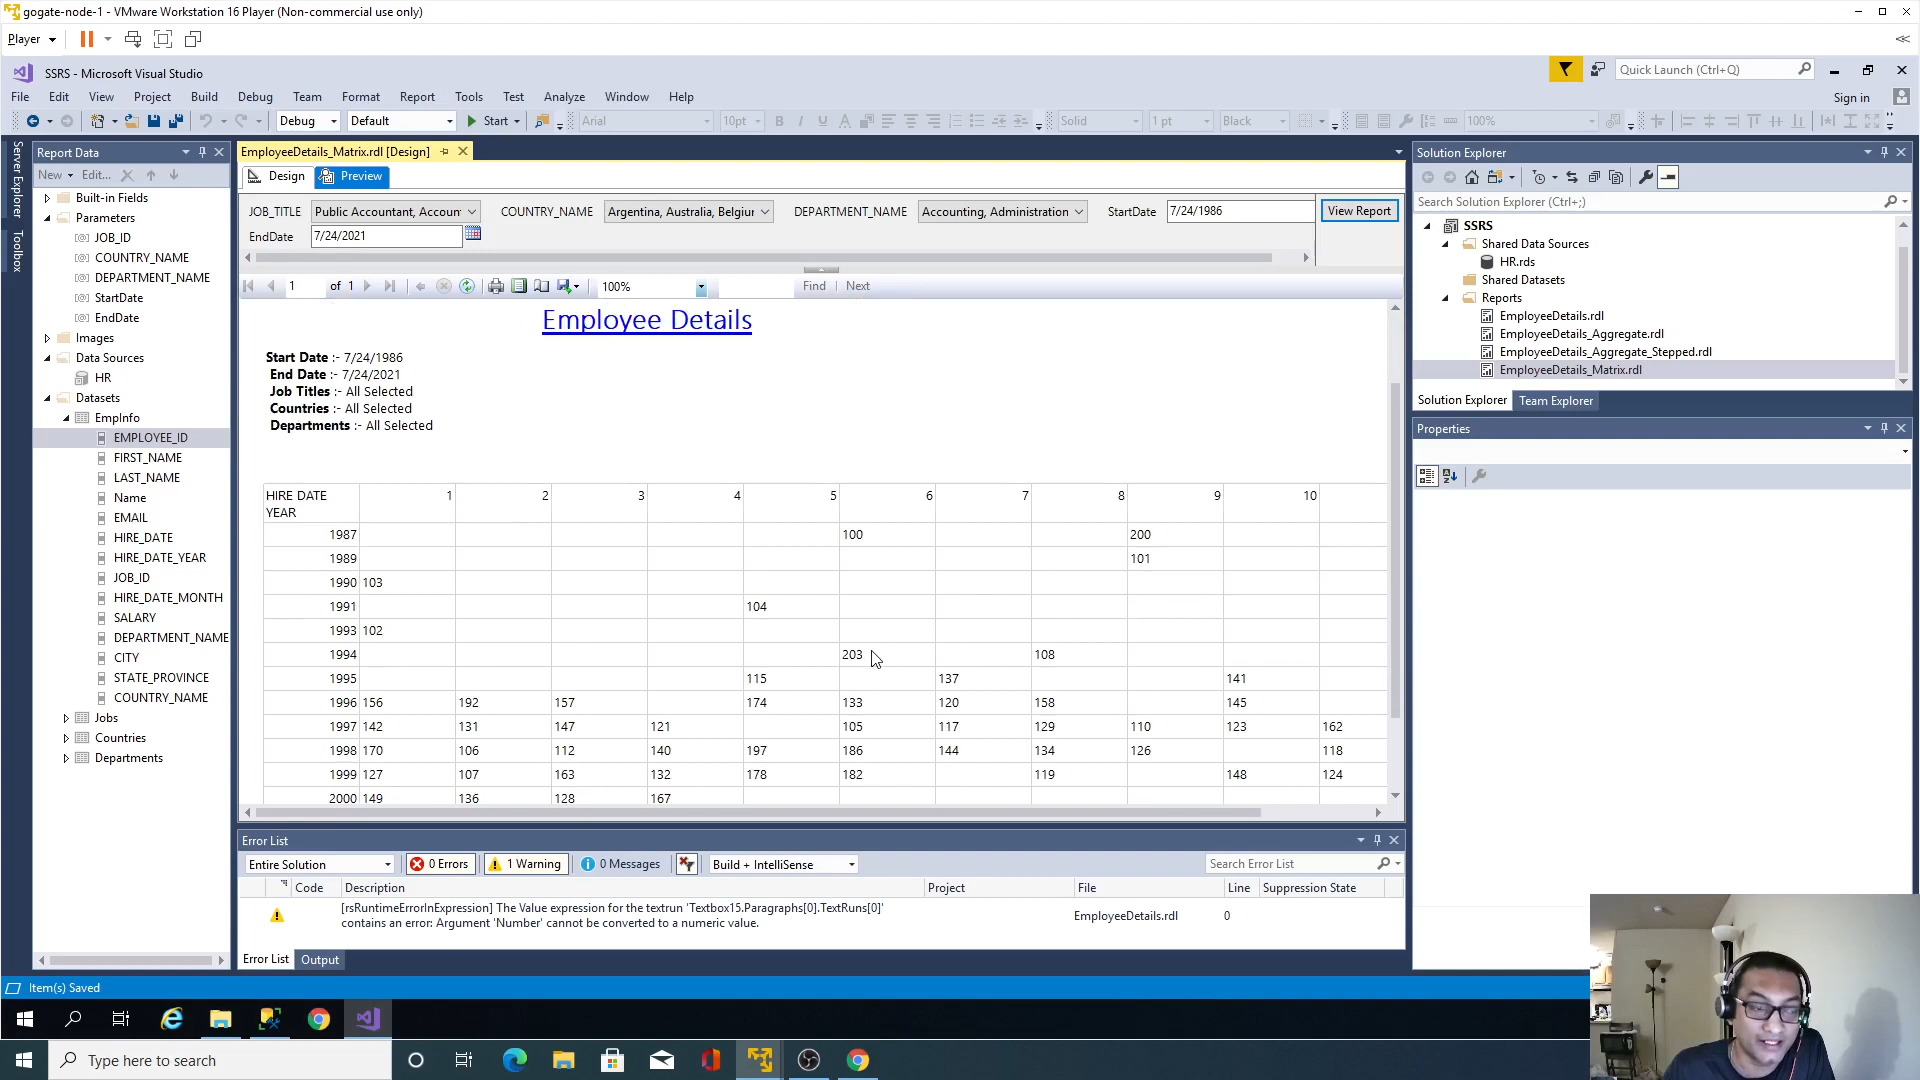 gogate-node-1 - VMware Workstation 16 Player (Non-commercial use only)
Player
SSRS - Microsoft Visual Studio
Quick Launch (Ctrl+Q)
File Edit View Project Build Debug Team Format Report Tools Test Analyze Window Help
Sign in
Debug Default Start Arial 10pt B I U A Solid 1 pt Black 100%
Server Explorer
Toolbox
Report Data
New Edit...
Built-in Fields
Parameters
JOB_ID
COUNTRY_NAME
DEPARTMENT_NAME
StartDate
EndDate
Images
Data Sources
HR
Datasets
EmpInfo
EMPLOYEE_ID
FIRST_NAME
LAST_NAME
Name
EMAIL
HIRE_DATE
HIRE_DATE_YEAR
JOB_ID
HIRE_DATE_MONTH
SALARY
DEPARTMENT_NAME
CITY
STATE_PROVINCE
COUNTRY_NAME
Jobs
Countries
Departments
EmployeeDetails_Matrix.rdl [Design]
Design Preview
JOB_TITLE Public Accountant, Accoun COUNTRY_NAME Argentina, Australia, Belgiur DEPARTMENT_NAME Accounting, Administration StartDate 7/24/1986 View Report
EndDate 7/24/2021
1 of 1 100% Find Next
Employee Details
Start Date :- 7/24/1986
End Date :- 7/24/2021
Job Titles :- All Selected
Countries :- All Selected
Departments :- All Selected
HIRE DATE 1 2 3 4 5 6 7 8 9 10
YEAR
1987 100 200
1989 101
1990 103
1991 104
1993 102
1994 203 108
1995 115 137 141
1996 156 192 157 174 133 120 158 145
1997 142 131 147 121 105 117 129 110 123 162
1998 170 106 112 140 197 186 144 134 126 118
1999 127 107 163 132 178 182 119 148 124
2000 149 136 128 167
Error List
Entire Solution 0 Errors 1 Warning 0 Messages Build + IntelliSense Search Error List
Code Description Project File Line Suppression State
[rsRuntimeErrorInExpression] The Value expression for the textrun 'Textbox15.Paragraphs[0].TextRuns[0]'
contains an error: Argument 'Number' cannot be converted to a numeric value.
EmployeeDetails.rdl 0
Error List Output
Solution Explorer
Search Solution Explorer (Ctrl+;)
SSRS
Shared Data Sources
HR.rds
Shared Datasets
Reports
EmployeeDetails.rdl
EmployeeDetails_Aggregate.rdl
EmployeeDetails_Aggregate_Stepped.rdl
EmployeeDetails_Matrix.rdl
Solution Explorer Team Explorer
Properties
Item(s) Saved
Type here to search